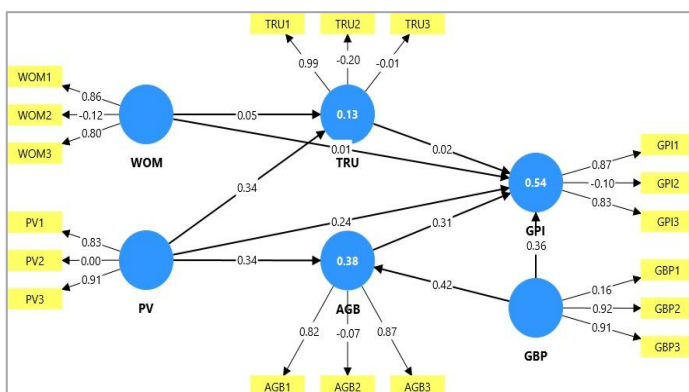 TRU1 TRU2 TRU3
0.99 -0.20 -0.01
WOM1
WOM2
WOM3
0.86
-0.12
0.80
WOM
0.05
0.13
TRU
0.01
0.02
0.34
0.24
0.31
GPI1
GPI2
GPI3
0.87
-0.10
0.83
0.54
GPI
0.36
PV1
PV2
PV3
0.83
0.00
0.91
PV
0.34
0.38
AGB
0.42
GBP1
GBP2
GBP3
0.16
0.92
0.91
GBP
0.82 -0.07 0.87
AGB1 AGB2 AGB3